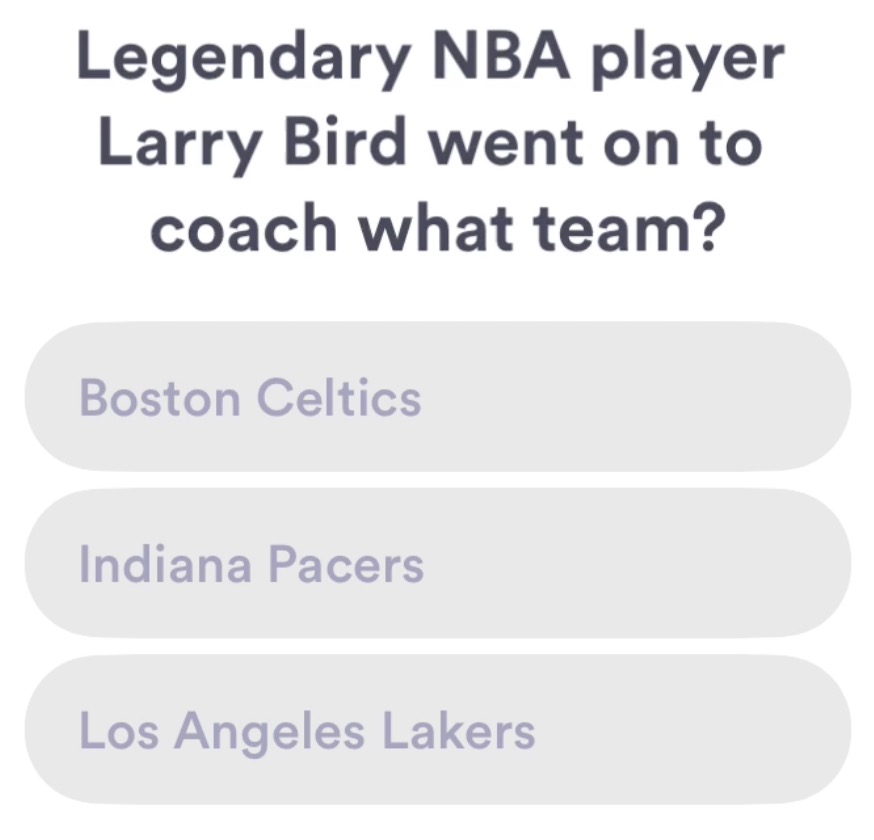 Legendary NBA player
Larry Bird went on to
coach what team?
Boston Celtics
Indiana Pacers
Los Angeles Lakers